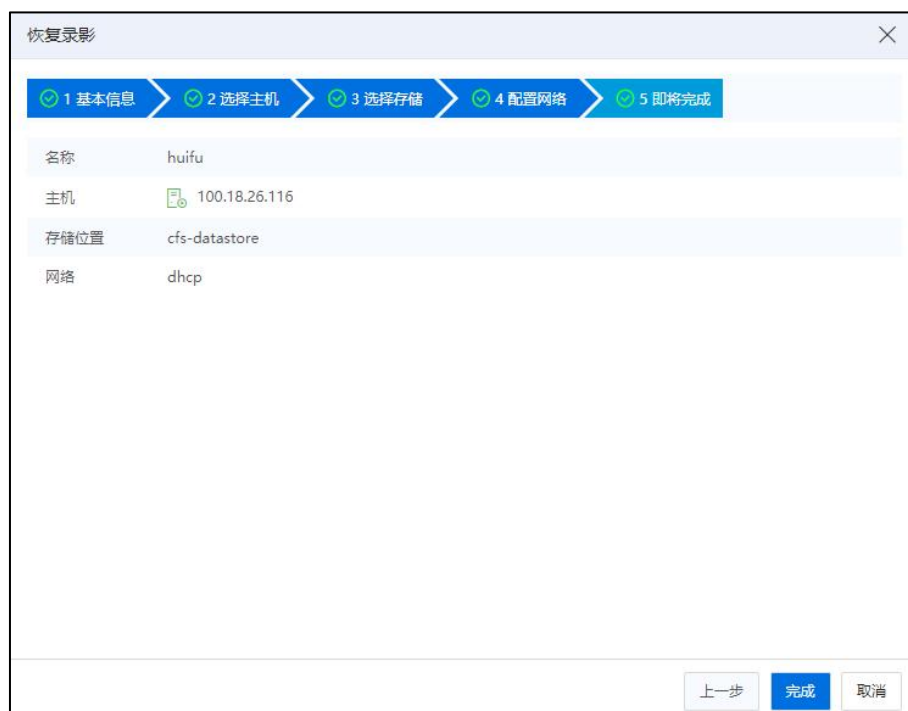 恢复录影
1 基本信息 2 选择主机 3 选择存储 4 配置网络 5 即将完成
名称 huifu
主机 100.18.26.116
存储位置 cfs-datastore
网络 dhcp
上一步 完成 取消